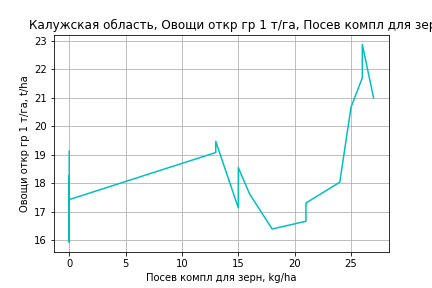 Калужская область, Овощи откр гр 1 т/га, Посев компл для зер
23
22
21
20
19
18
17
16
Овощи откр гр 1 т/га, t/ha
0 5 10 15 20 25
Посев компл для зерн, kg/ha